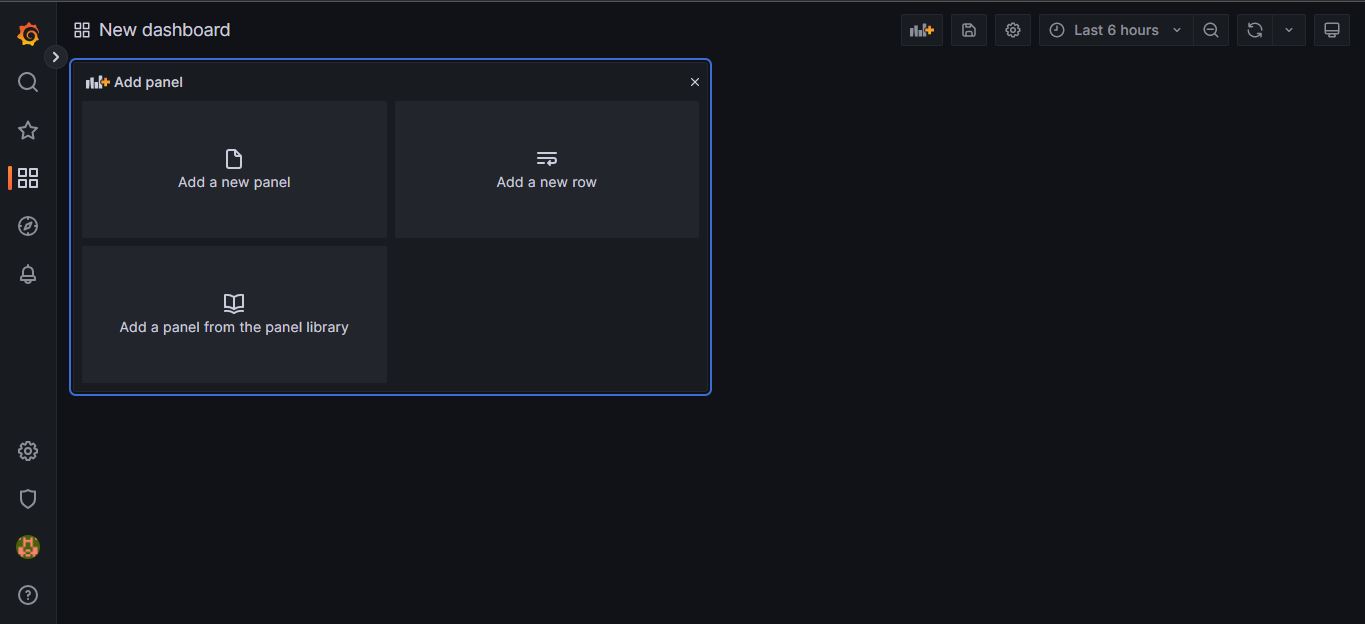 New dashboard
Last 6 hours
Add panel
Add a new panel
Add a new row
Add a panel from the panel library